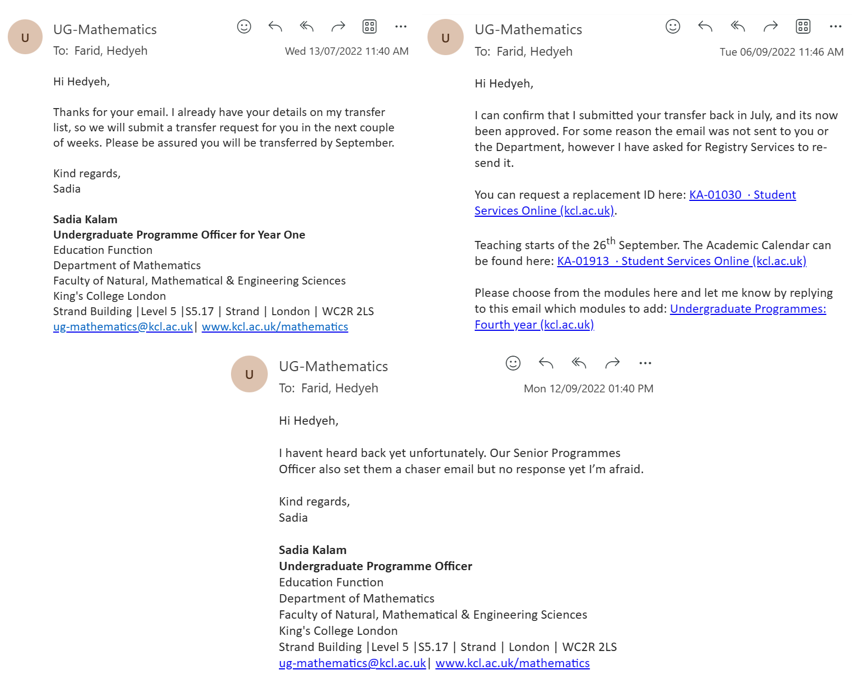 U
UG-Mathematics
To: Farid, Hedyeh
Wed 13/07/2022 11:40 AM
Hi Hedyeh,
Thanks for your email. I already have your details on my transfer
list, so we will submit a transfer request for you in the next couple
of weeks. Please be assured you will be transferred by September.
Kind regards,
Sadia
Sadia Kalam
Undergraduate Programme Officer for Year One
Education Function
Department of Mathematics
Faculty of Natural, Mathematical & Engineering Sciences
King's College London
Strand Building |Level 5 |S5.17 | Strand | London | WC2R 2LS
ug-mathematics@kcl.ac.uk| www.kcl.ac.uk/mathematics
U
UG-Mathematics
To: Farid, Hedyeh
Tue 06/09/2022 11:46 AM
Hi Hedyeh,
I can confirm that I submitted your transfer back in July, and its now
been approved. For some reason the email was not sent to you or
the Department, however I have asked for Registry Services to re-
send it.
You can request a replacement ID here: KA-01030 · Student
Services Online (kcl.ac.uk).
Teaching starts of the 26th September. The Academic Calendar can
be found here: KA-01913 · Student Services Online (kcl.ac.uk)
Please choose from the modules here and let me know by replying
to this email which modules to add: Undergraduate Programmes:
Fourth year (kcl.ac.uk)
U
UG-Mathematics
To: Farid, Hedyeh
Mon 12/09/2022 01:40 PM
Hi Hedyeh,
I havent heard back yet unfortunately. Our Senior Programmes
Officer also set them a chaser email but no response yet I'm afraid.
Kind regards,
Sadia
Sadia Kalam
Undergraduate Programme Officer
Education Function
Department of Mathematics
Faculty of Natural, Mathematical & Engineering Sciences
King's College London
Strand Building |Level 5 |S5.17 | Strand | London | WC2R 2LS
ug-mathematics@kcl.ac.uk| www.kcl.ac.uk/mathematics